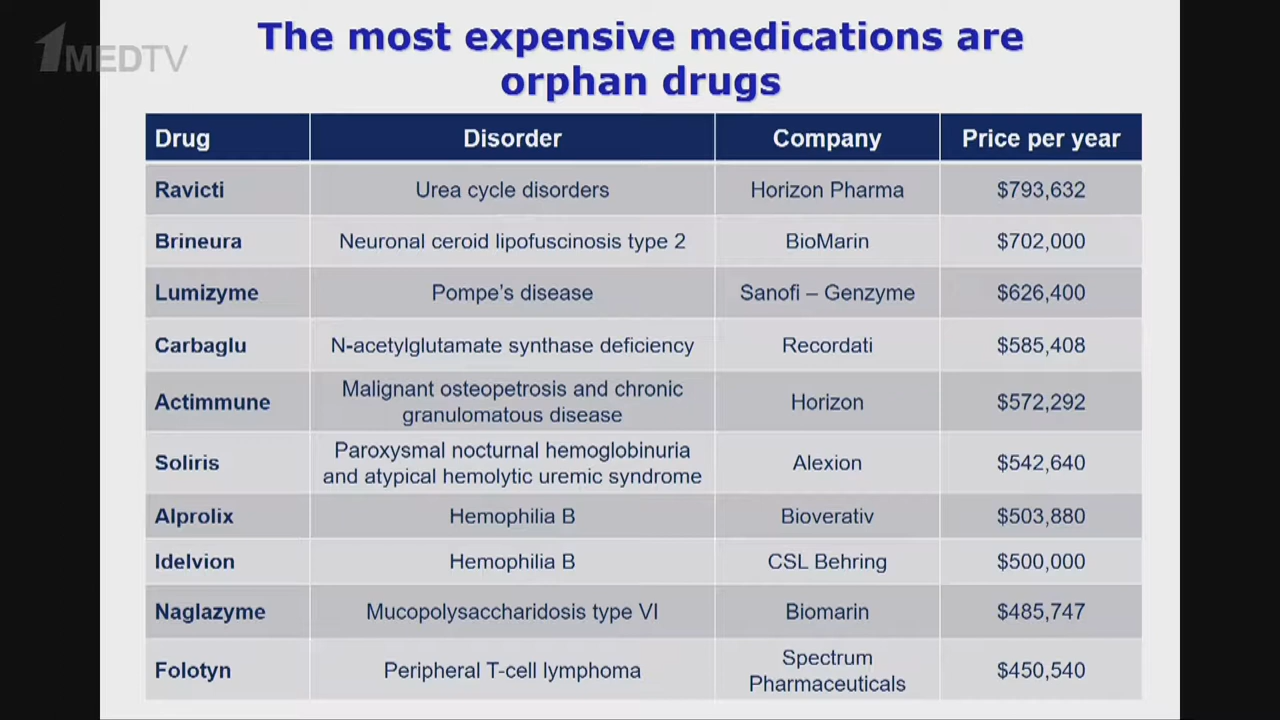 1MEDTV
The most expensive medications are
orphan drugs
Drug Disorder Company Price per year
Ravicti Urea cycle disorders Horizon Pharma $793,632
Brineura Neuronal ceroid lipofuscinosis type 2 BioMarin $702,000
Lumizyme Pompe's disease Sanofi – Genzyme $626,400
Carbaglu N-acetylglutamate synthase deficiency Recordati $585,408
Actimmune Malignant osteopetrosis and chronic
granulomatous disease Horizon $572,292
Soliris Paroxysmal nocturnal hemoglobinuria
and atypical hemolytic uremic syndrome Alexion $542,640
Alprolix Hemophilia B Bioverativ $503,880
Idelvion Hemophilia B CSL Behring $500,000
Naglazyme Mucopolysaccharidosis type VI Biomarin $485,747
Folotyn Peripheral T-cell lymphoma Spectrum
Pharmaceuticals $450,540